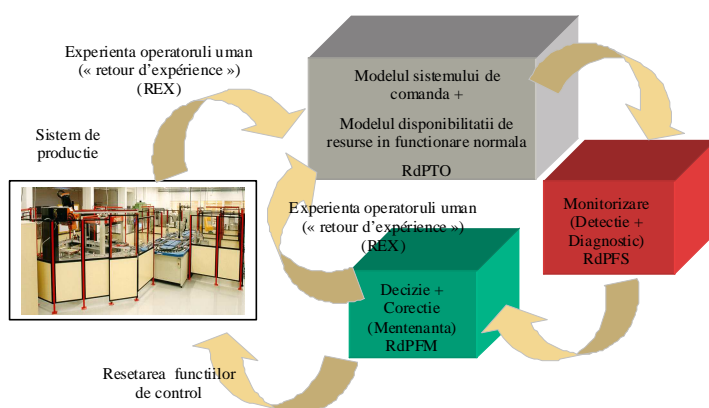 Experienta operatoruli uman
(« retour d’expérience »)
(REX)
Modelul sistemului de
comanda +
Modelul disponibilitatii de
resurse in functionare normala
RdPTO
Sistem de
productie
Monitorizare
(Detectie +
Diagnostic)
RdPFS
Experienta operatoruli uman
(« retour d’expérience »)
(REX)
Decizie +
Corectie
(Mentenanta)
RdPFM
Resetarea functiilor
de control